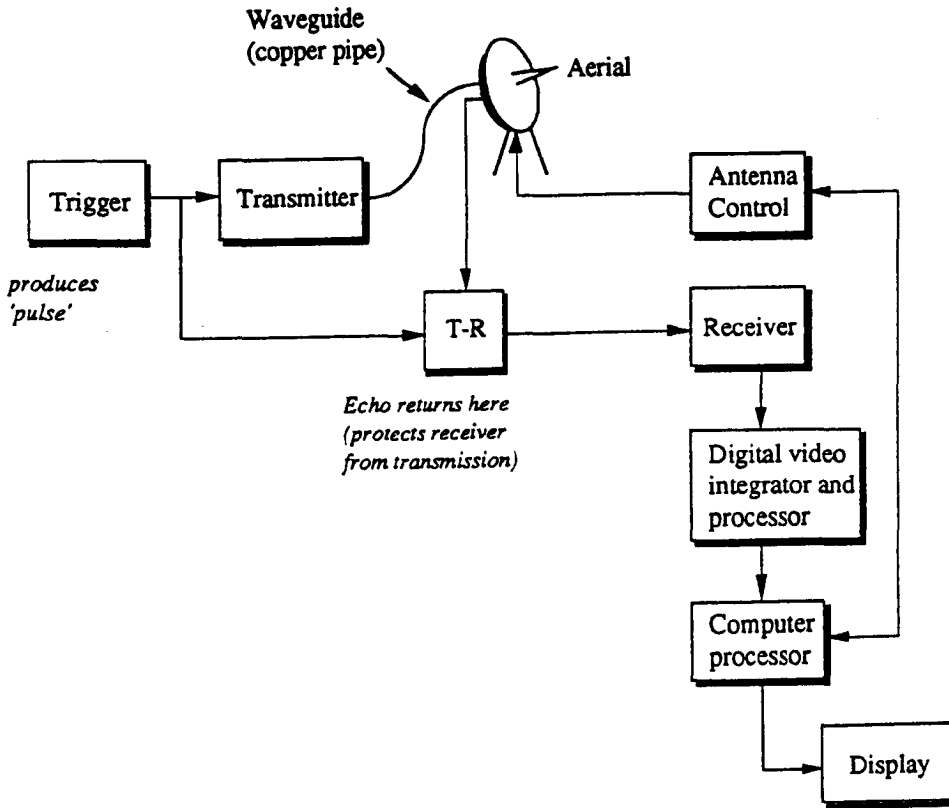 Waveguide
(copper pipe)
Aerial
Trigger
Transmitter
Antenna
Control
produces
'pulse'
T-R
Receiver
Echo returns here
(protects receiver
from transmission)
Digital video
integrator and
processor
Computer
processor
Display